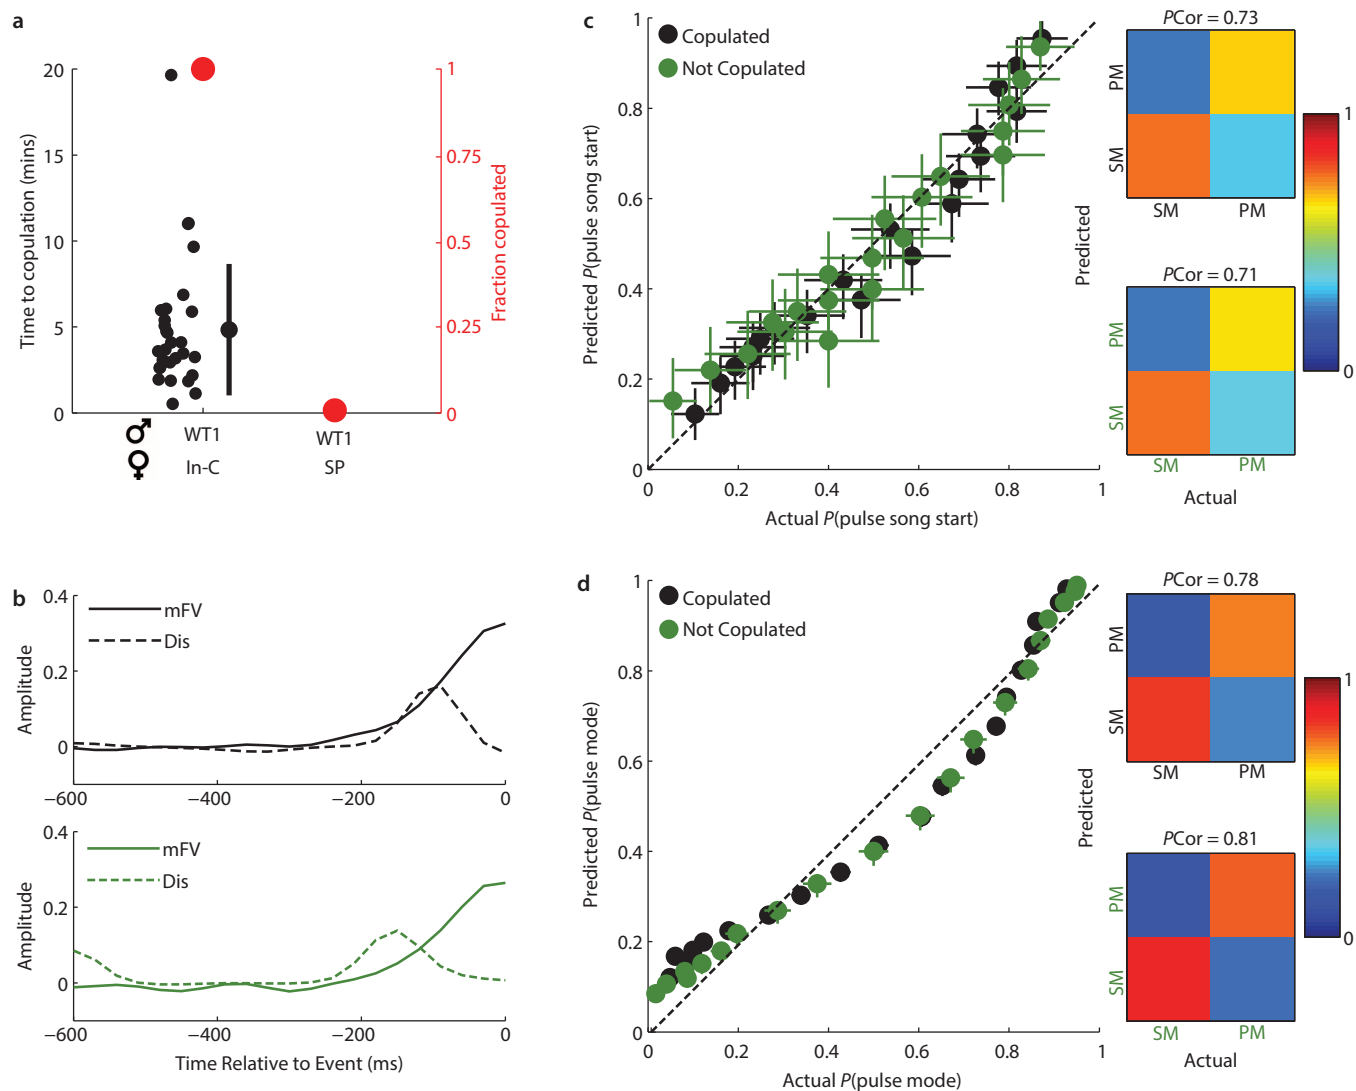 a
Time to copulation (mins)
20
15
10
5
0
1
0.75
0.5
0.25
0
Fraction copulated
♂ WT1 WT1
♀ In-C SP
b
0.4
0.2
0
Amplitude
mFV
Dis
−600 −400 −200 0
0.4
0.2
0
Amplitude
mFV
Dis
−600 −400 −200 0
Time Relative to Event (ms)
c
Copulated
Not Copulated
Predicted P(pulse song start)
1
0.8
0.6
0.4
0.2
0
0 0.2 0.4 0.6 0.8 1
Actual P(pulse song start)
PCor = 0.73
PM
SM
SM PM
Predicted
PCor = 0.71
PM
SM
SM PM
Actual
1
0
d
Copulated
Not Copulated
Predicted P(pulse mode)
1
0.8
0.6
0.4
0.2
0
0 0.2 0.4 0.6 0.8 1
Actual P(pulse mode)
PCor = 0.78
PM
SM
SM PM
Predicted
PCor = 0.81
PM
SM
SM PM
Actual
1
0